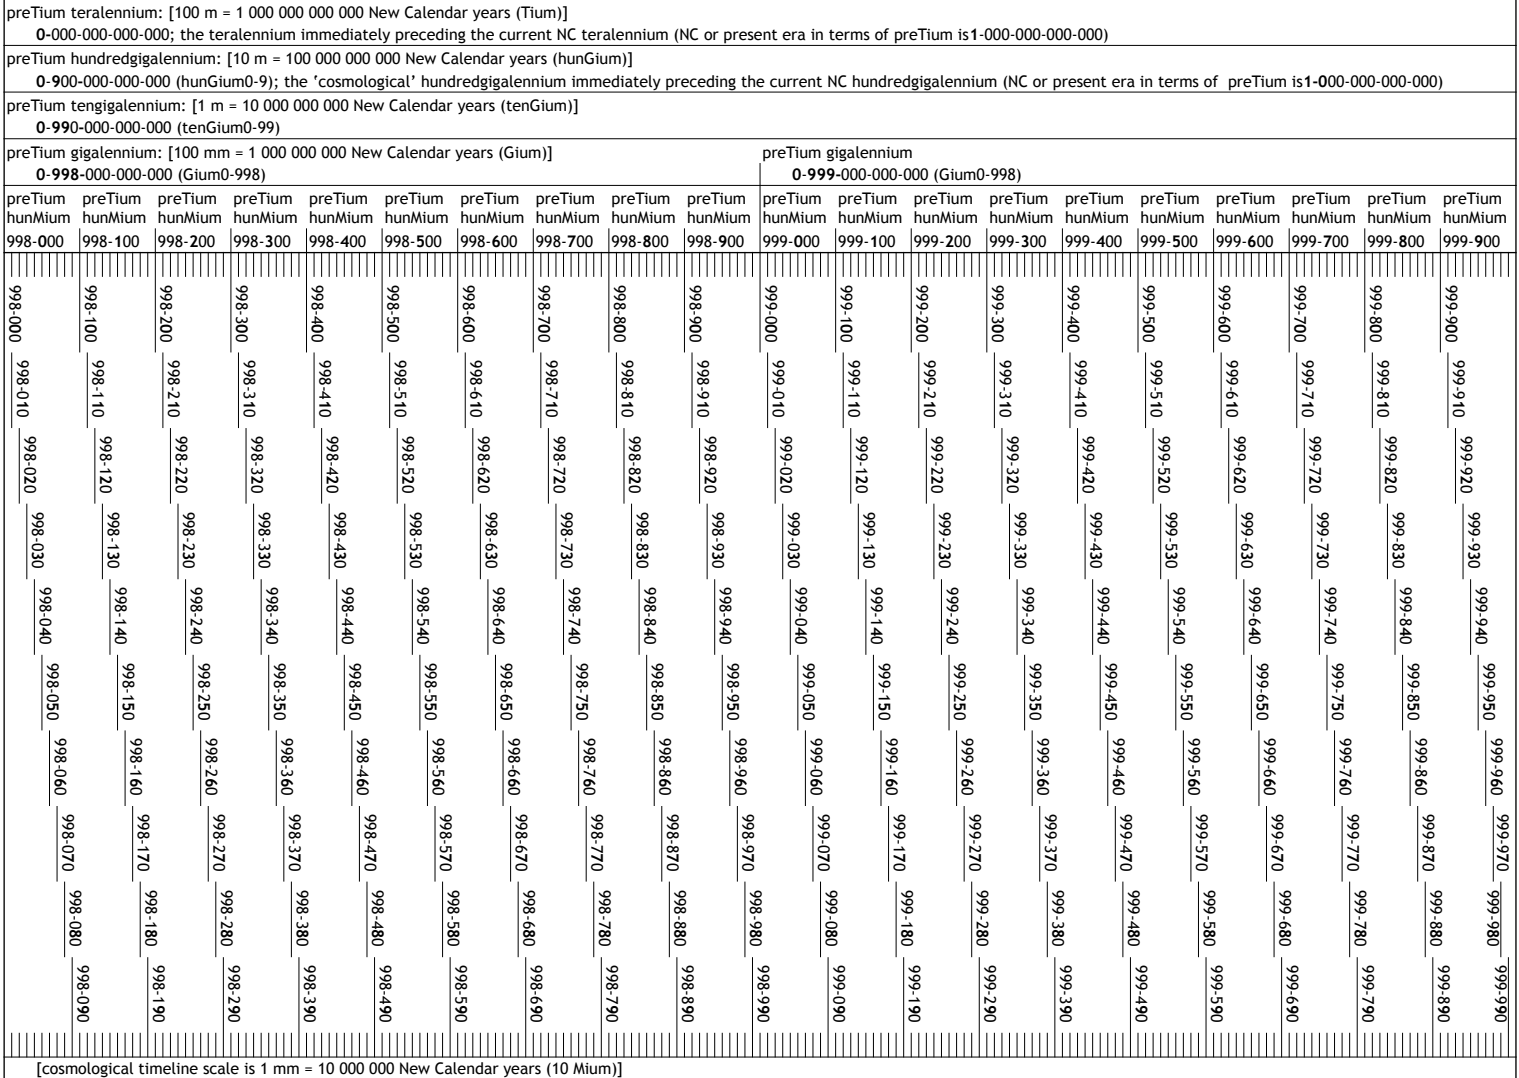 preTium teralennium: [100 m = 1 000 000 000 000 New Calendar years (Tium)]
0-000-000-000-000; the teralennium immediately preceding the current NC teralennium (NC or present era in terms of preTium is1-000-000-000-000)
preTium hundredgigalennium: [10 m = 100 000 000 000 New Calendar years (hunGium)]
0-900-000-000-000 (hunGium0-9); the ‘cosmological’ hundredgigalennium immediately preceding the current NC hundredgigalennium (NC or present era in terms of preTium is1-000-000-000-000)
preTium tengigalennium: [1 m = 10 000 000 000 New Calendar years (tenGium)]
0-990-000-000-000 (tenGium0-99)
preTium gigalennium: [100 mm = 1 000 000 000 New Calendar years (Gium)] preTium gigalennium
0-998-000-000-000 (Gium0-998) 0-999-000-000-000 (Gium0-998)
preTium preTium preTium preTium preTium preTium preTium preTium preTium preTium preTium preTium preTium preTium preTium preTium preTium preTium preTium preTium
hunMium hunMium hunMium hunMium hunMium hunMium hunMium hunMium hunMium hunMium hunMium hunMium hunMium hunMium hunMium hunMium hunMium hunMium hunMium hunMium
998-000 998-100 998-200 998-300 998-400 998-500 998-600 998-700 998-800 998-900 999-000 999-100 999-200 999-300 999-400 999-500 999-600 999-700 999-800 999-900
998-000 998-100 998-200 998-300 998-400 998-500 998-600 998-700 998-800 998-900 999-000 999-100 999-200 999-300 999-400 999-500 999-600 999-700 999-800 999-900
998-010 998-110 998-210 998-310 998-410 998-510 998-610 998-710 998-810 998-910 999-010 999-110 999-210 999-310 999-410 999-510 999-610 999-710 999-810 999-910
998-020 998-120 998-220 998-320 998-420 998-520 998-620 998-720 998-820 998-920 999-020 999-120 999-220 999-320 999-420 999-520 999-620 999-720 999-820 999-920
998-030 998-130 998-230 998-330 998-430 998-530 998-630 998-730 998-830 998-930 999-030 999-130 999-230 999-330 999-430 999-530 999-630 999-730 999-830 999-930
998-040 998-140 998-240 998-340 998-440 998-540 998-640 998-740 998-840 998-940 999-040 999-140 999-240 999-340 999-440 999-540 999-640 999-740 999-840 999-940
998-050 998-150 998-250 998-350 998-450 998-550 998-650 998-750 998-850 998-950 999-050 999-150 999-250 999-350 999-450 999-550 999-650 999-750 999-850 999-950
998-060 998-160 998-260 998-360 998-460 998-560 998-660 998-760 998-860 998-960 999-060 999-160 999-260 999-360 999-460 999-560 999-660 999-760 999-860 999-960
998-070 998-170 998-270 998-370 998-470 998-570 998-670 998-770 998-870 998-970 999-070 999-170 999-270 999-370 999-470 999-570 999-670 999-770 999-870 999-970
998-080 998-180 998-280 998-380 998-480 998-580 998-680 998-780 998-880 998-980 999-080 999-180 999-280 999-380 999-480 999-580 999-680 999-780 999-880 999-980
998-090 998-190 998-290 998-390 998-490 998-590 998-690 998-790 998-890 998-990 999-090 999-190 999-290 999-390 999-490 999-590 999-690 999-790 999-890 999-990
[cosmological timeline scale is 1 mm = 10 000 000 New Calendar years (10 Mium)]